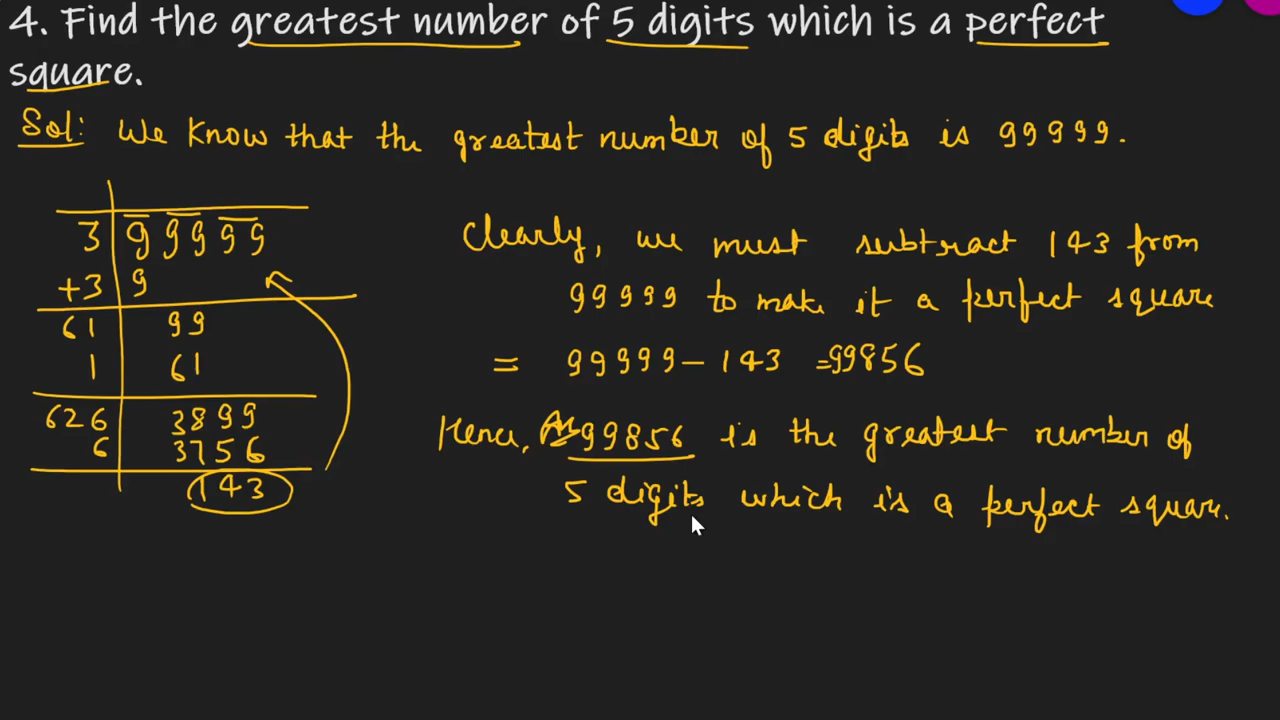 4. Find the greatest number of 5 digits which is a perfect
square.
Sol: We know that the greatest number of 5 digits is 99999.
3 99999
+3 9
61 99
1 61
626 3899
6 3756
143
Clearly, we must subtract 143 from
99999 to make it a perfect square
= 99999 - 143 = 99856
Hence, 99856 is the greatest number of
5 digits which is a perfect square.